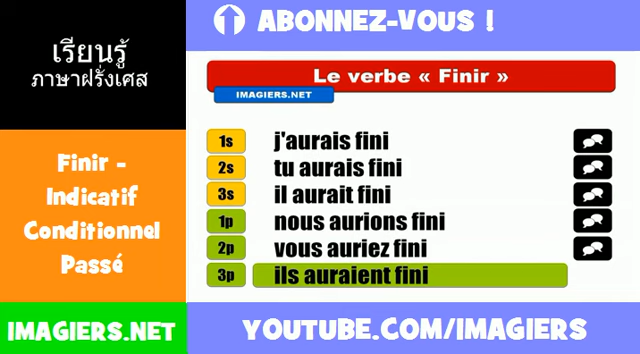 เรียนรู้
ภาษาฝรั่งเศส
Finir -
Indicatif
Conditionnel
Passé
IMAGIERS.NET
ABONNEZ-VOUS !
Le verbe « Finir »
IMAGIERS.NET
1s j'aurais fini
2s tu aurais fini
3s il aurait fini
1p nous aurions fini
2p vous auriez fini
3p ils auraient fini
YOUTUBE.COM/IMAGIERS